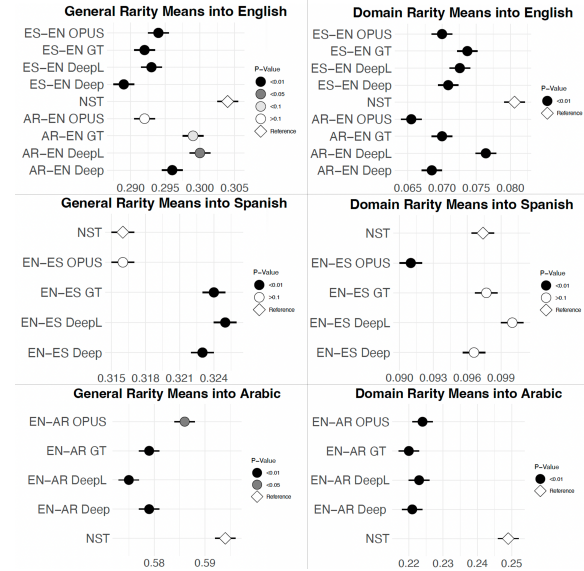 General Rarity Means into English
ES−EN OPUS
ES−EN GT
ES−EN DeepL
ES−EN Deep
NST
AR−EN OPUS
AR−EN GT
AR−EN DeepL
AR−EN Deep
0.290 0.295 0.300 0.305
P−Value
<0.01
<0.05
<0.1
>0.1
Reference
Domain Rarity Means into English
ES−EN OPUS
ES−EN GT
ES−EN DeepL
ES−EN Deep
NST
AR−EN OPUS
AR−EN GT
AR−EN DeepL
AR−EN Deep
0.065 0.070 0.075 0.080
P−Value
<0.01
Reference
General Rarity Means into Spanish
NST
EN−ES OPUS
EN−ES GT
EN−ES DeepL
EN−ES Deep
0.315 0.318 0.321 0.324
P−Value
<0.01
>0.1
Reference
Domain Rarity Means into Spanish
NST
EN−ES OPUS
EN−ES GT
EN−ES DeepL
EN−ES Deep
0.090 0.093 0.096 0.099
P−Value
<0.01
>0.1
Reference
General Rarity Means into Arabic
EN−AR OPUS
EN−AR GT
EN−AR DeepL
EN−AR Deep
NST
0.58 0.59
P−Value
<0.01
<0.05
Reference
Domain Rarity Means into Arabic
EN−AR OPUS
EN−AR GT
EN−AR DeepL
EN−AR Deep
NST
0.22 0.23 0.24 0.25
P−Value
<0.01
Reference